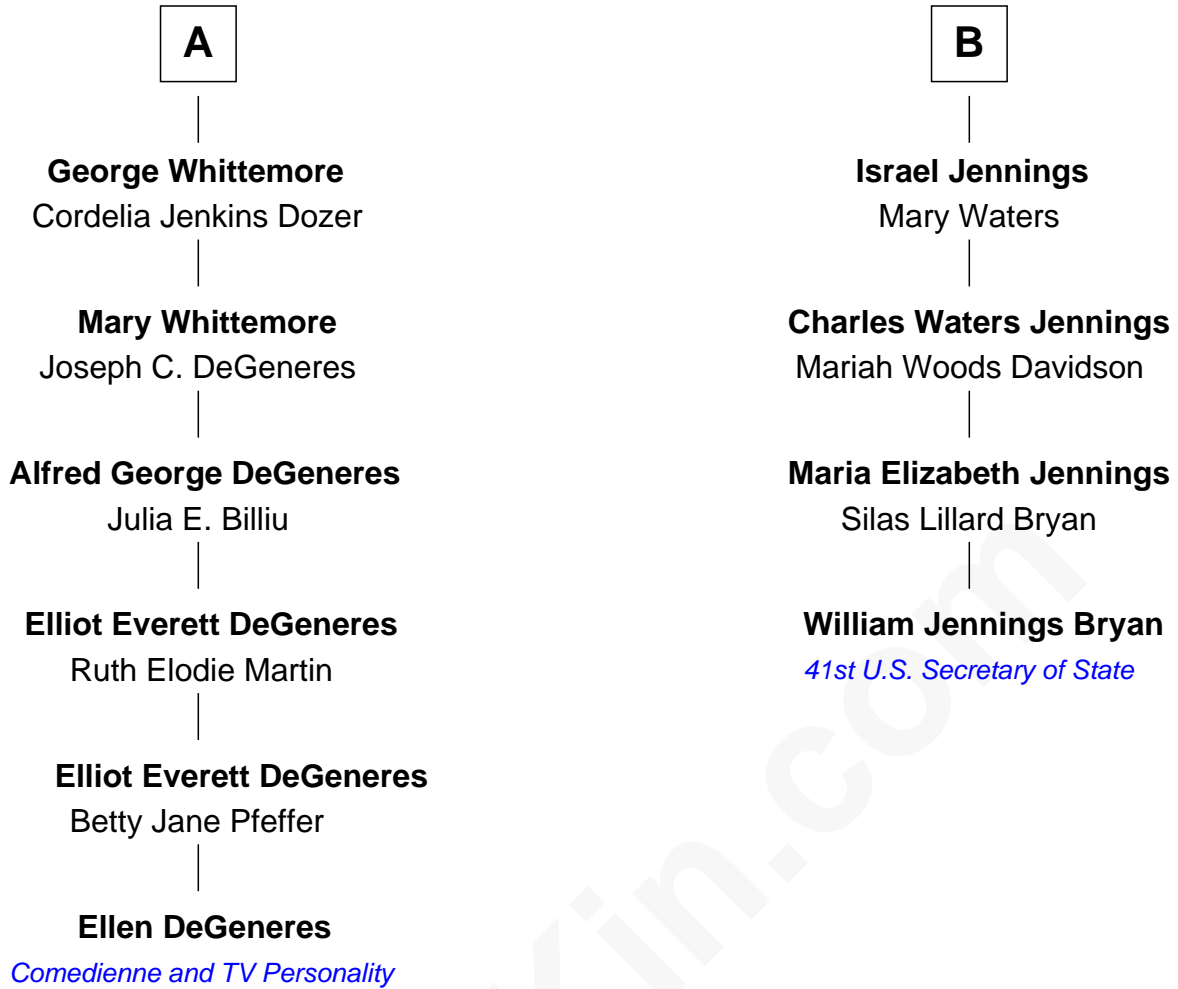 A
George Whittemore
Cordelia Jenkins Dozer
Mary Whittemore
Joseph C. DeGeneres
Alfred George DeGeneres
Julia E. Billiu
Elliot Everett DeGeneres
Ruth Elodie Martin
Elliot Everett DeGeneres
Betty Jane Pfeffer
Ellen DeGeneres
Comedienne and TV Personality
B
Israel Jennings
Mary Waters
Charles Waters Jennings
Mariah Woods Davidson
Maria Elizabeth Jennings
Silas Lillard Bryan
William Jennings Bryan
41st U.S. Secretary of State
Kin.com